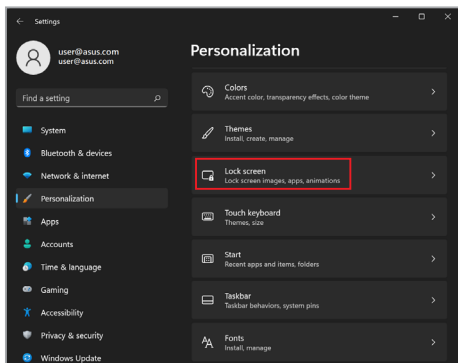 Settings
user@asus.com
user@asus.com
Find a setting
System
Bluetooth & devices
Network & internet
Personalization
Apps
Accounts
Time & language
Gaming
Accessibility
Privacy & security
Windows Update
Personalization
Colors
Accent color, transparency effects, color theme
Themes
Install, create, manage
Lock screen
Lock screen images, apps, animations
Touch keyboard
Themes, size
Start
Recent apps and items, folders
Taskbar
Taskbar behaviors, system pins
Fonts
Install, manage